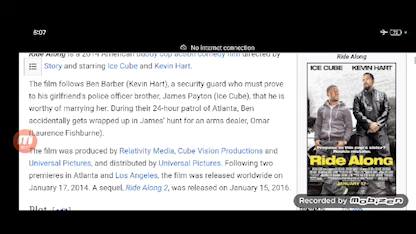 8:07
No internet connection
Ride Along is a 2014 American buddy cop action comedy film directed by
Story and starring Ice Cube and Kevin Hart.
The film follows Ben Barber (Kevin Hart), a security guard who must prove
to his girlfriend's police officer brother, James Payton (Ice Cube), that he is
worthy of marrying her. During their 24-hour patrol of Atlanta, Ben
accidentally gets wrapped up in James' hunt for an arms dealer, Omar
(Laurence Fishburne).
The film was produced by Relativity Media, Cube Vision Productions and
Universal Pictures, and distributed by Universal Pictures. Following two
premieres in Atlanta and Los Angeles, the film was released worldwide on
January 17, 2014. A sequel, Ride Along 2, was released on January 15, 2016.
Plot
Ride Along
ICE CUBE KEVIN HART
Ride Along
JANUARY 17
Recorded by Mobizen